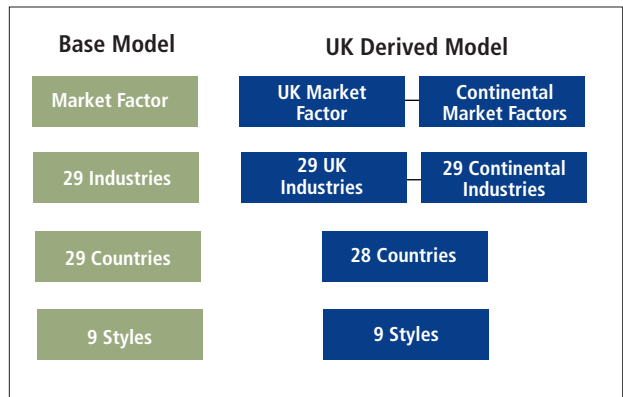 Base Model
UK Derived Model
Market Factor
UK Market
Factor
Continental
Market Factors
29 Industries
29 UK
Industries
29 Continental
Industries
29 Countries
28 Countries
9 Styles
9 Styles